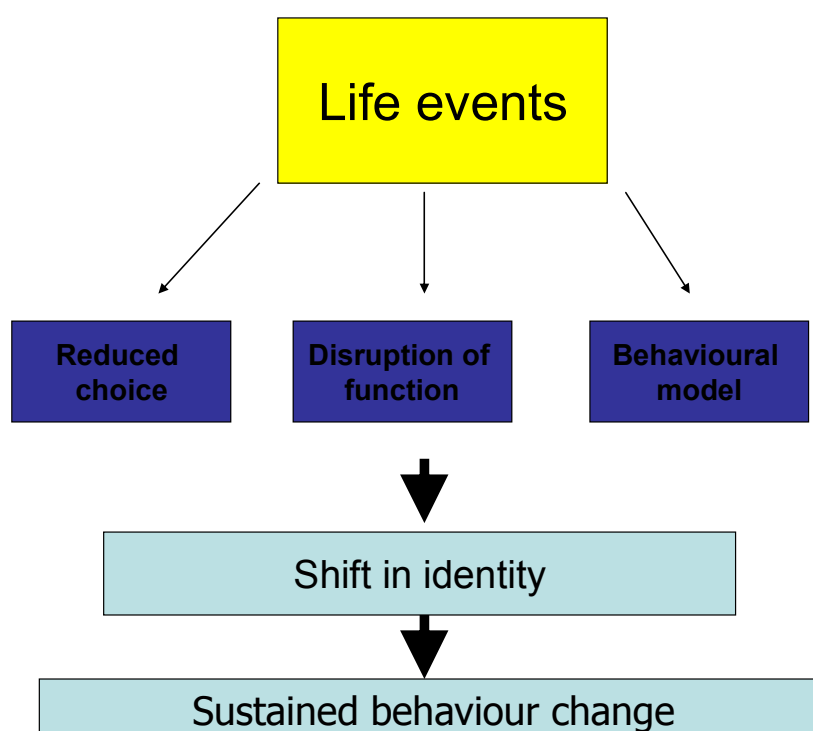 Life events
Reduced
choice
Disruption of
function
Behavioural
model
Shift in identity
Sustained behaviour change